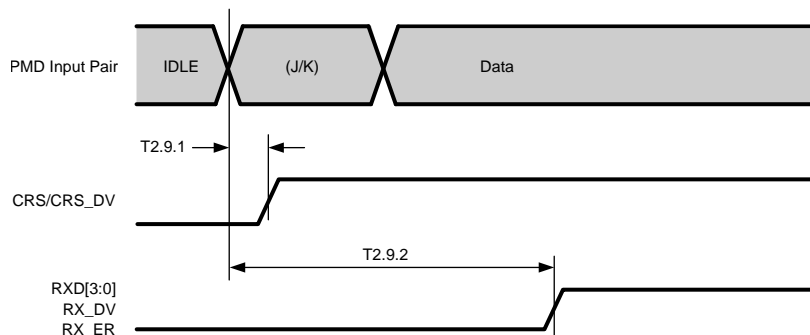 PMD Input Pair
IDLE
(J/K)
Data
T2.9.1
CRS/CRS_DV
T2.9.2
RXD[3:0]
RX_DV
RX_ER